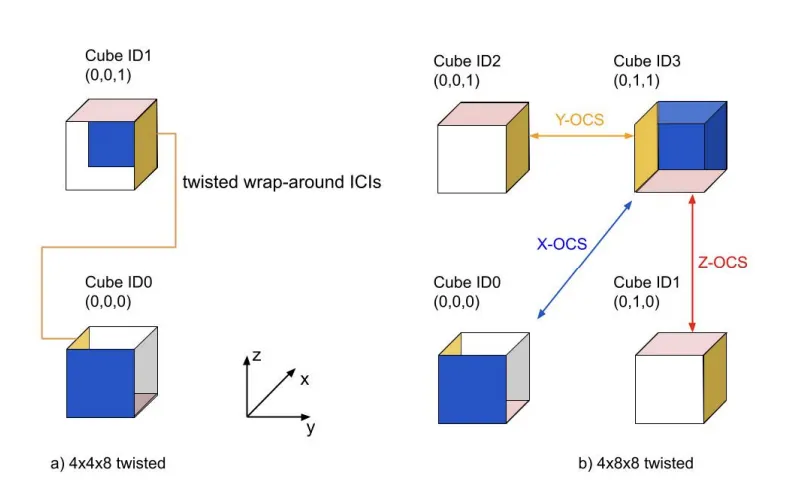 Cube ID1
(0,0,1)
twisted wrap-around ICIs
Cube ID0
(0,0,0)
z
x
y
a) 4x4x8 twisted
Cube ID2
(0,0,1)
Cube ID3
(0,1,1)
Y-OCS
X-OCS
Z-OCS
Cube ID0
(0,0,0)
Cube ID1
(0,1,0)
b) 4x8x8 twisted